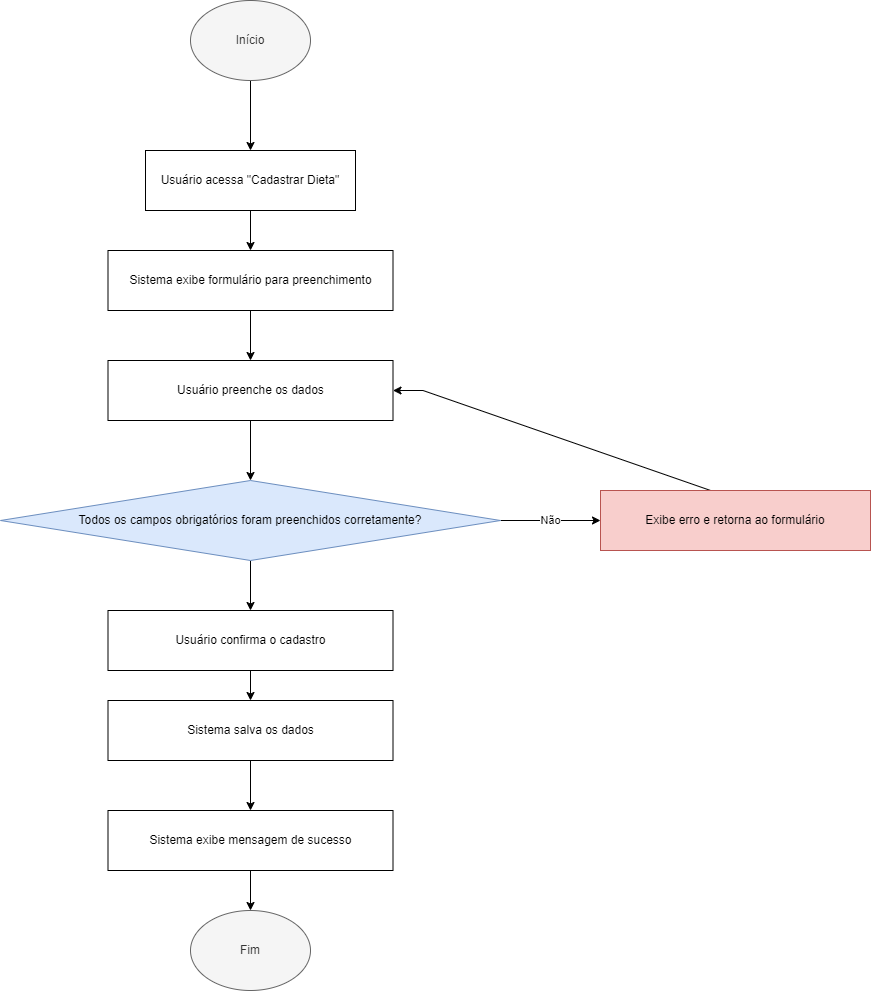 Início
Usuário acessa "Cadastrar Dieta"
Sistema exibe formulário para preenchimento
Usuário preenche os dados
Todos os campos obrigatórios foram preenchidos corretamente?
Não
Exibe erro e retorna ao formulário
Usuário confirma o cadastro
Sistema salva os dados
Sistema exibe mensagem de sucesso
Fim